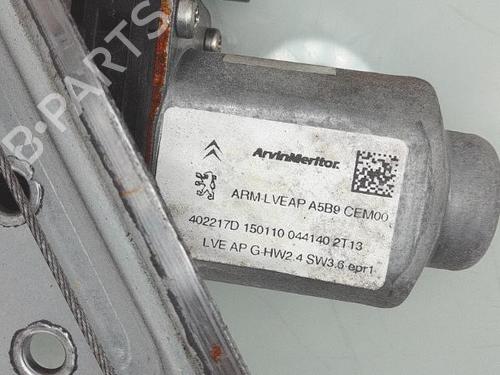 B-PARTS
ArvinMeritor.
ARM-LVEAP A5B9 CEM00
402217D 150110 044140 2T13
LVE AP G-HW2.4 SW3.6-epr1